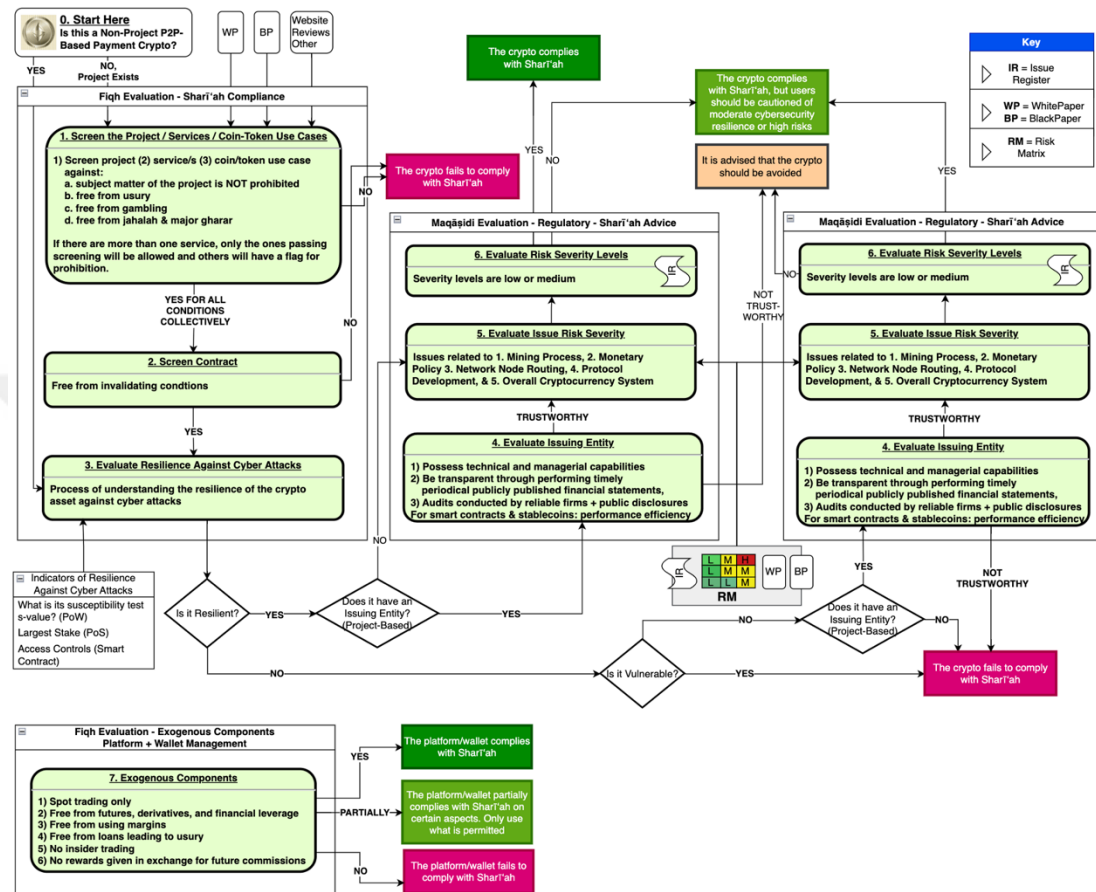 0. Start Here
Is this a Non-Project P2P-
Based Payment Crypto?
YES
NO,
Project Exists
WP
BP
Website
Reviews
Other
Fiqh Evaluation - Sharī‘ah Compliance
1. Screen the Project / Services / Coin-Token Use Cases
1) Screen project (2) service/s (3) coin/token use case
against:
a. subject matter of the project is NOT prohibited
b. free from usury
c. free from gambling
d. free from jahalah & major gharar
If there are more than one service, only the ones passing
screening will be allowed and others will have a flag for
prohibition.
YES FOR ALL
CONDITIONS
COLLECTIVELY
NO
NO
2. Screen Contract
Free from invalidating condtions
YES
3. Evaluate Resilience Against Cyber Attacks
Process of understanding the resilience of the crypto
asset against cyber attacks
Indicators of Resilience
Against Cyber Attacks
What is its susceptibility test
s-value? (PoW)
Largest Stake (PoS)
Access Controls (Smart
Contract)
The crypto complies
with Sharī‘ah
The crypto fails to comply
with Sharī‘ah
YES
NO
The crypto complies
with Sharī‘ah, but users
should be cautioned of
moderate cybersecurity
resilience or high risks
It is advised that the crypto
should be avoided
YES
Key
IR = Issue
Register
WP = WhitePaper
BP = BlackPaper
RM = Risk
Matrix
Maqāṣidi Evaluation - Regulatory - Sharī‘ah Advice
6. Evaluate Risk Severity Levels
Severity levels are low or medium
IR
5. Evaluate Issue Risk Severity
Issues related to 1. Mining Process, 2. Monetary
Policy 3. Network Node Routing, 4. Protocol
Development, & 5. Overall Cryptocurrency System
TRUSTWORTHY
4. Evaluate Issuing Entity
1) Possess technical and managerial capabilities
2) Be transparent through performing timely
periodical publicly published financial statements,
3) Audits conducted by reliable firms + public disclosures
For smart contracts & stablecoins: performance efficiency
NOT
TRUST-
WORTHY
NO
Maqāṣidi Evaluation - Regulatory - Sharī‘ah Advice
6. Evaluate Risk Severity Levels
Severity levels are low or medium
IR
5. Evaluate Issue Risk Severity
Issues related to 1. Mining Process, 2. Monetary
Policy 3. Network Node Routing, 4. Protocol
Development, & 5. Overall Cryptocurrency System
TRUSTWORTHY
4. Evaluate Issuing Entity
1) Possess technical and managerial capabilities
2) Be transparent through performing timely
periodical publicly published financial statements,
3) Audits conducted by reliable firms + public disclosures
For smart contracts & stablecoins: performance efficiency
IR
L M H
L M M
L L M
RM
WP
BP
Is it Resilient?
YES
Does it have an
Issuing Entity?
(Project-Based)
NO
YES
NO
Is it Vulnerable?
NO
YES
Does it have an
Issuing Entity?
(Project-Based)
YES
NO
NOT
TRUSTWORTHY
The crypto fails to comply
with Sharī‘ah
Fiqh Evaluation - Exogenous Components
Platform + Wallet Management
7. Exogenous Components
1) Spot trading only
2) Free from futures, derivatives, and financial leverage
3) Free from using margins
4) Free from loans leading to usury
5) No insider trading
6) No rewards given in exchange for future commissions
YES
The platform/wallet complies
with Sharī‘ah
PARTIALLY
The platform/wallet partially
complies with Sharī‘ah on
certain aspects. Only use
what is permitted
NO
The platform/wallet fails to
comply with Sharī‘ah